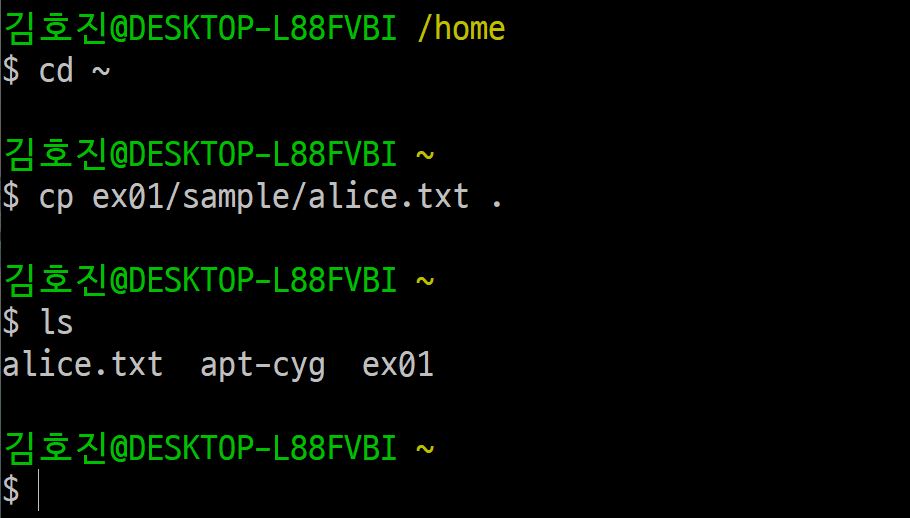 김호진@DESKTOP-L88FVBI /home
$ cd ~
김호진@DESKTOP-L88FVBI ~
$ cp ex01/sample/alice.txt .
김호진@DESKTOP-L88FVBI ~
$ ls
alice.txt  apt-cyg  ex01
김호진@DESKTOP-L88FVBI ~
$